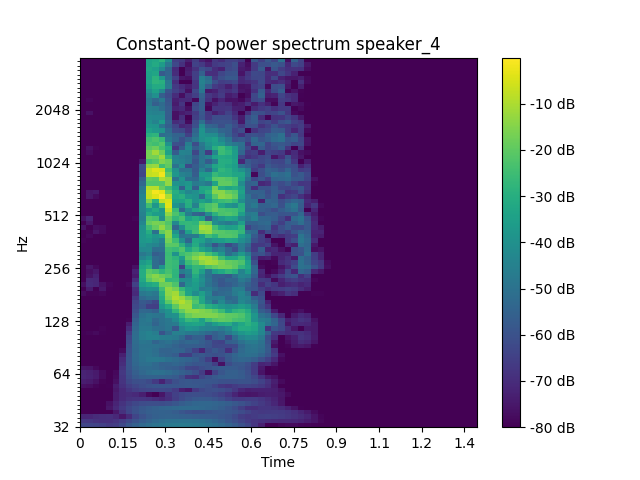 Constant-Q power spectrum speaker_4
Hz
2048
1024
512
256
128
64
32
0 0.15 0.3 0.45 0.6 0.75 0.9 1.1 1.2 1.4
Time
-10 dB
-20 dB
-30 dB
-40 dB
-50 dB
-60 dB
-70 dB
-80 dB